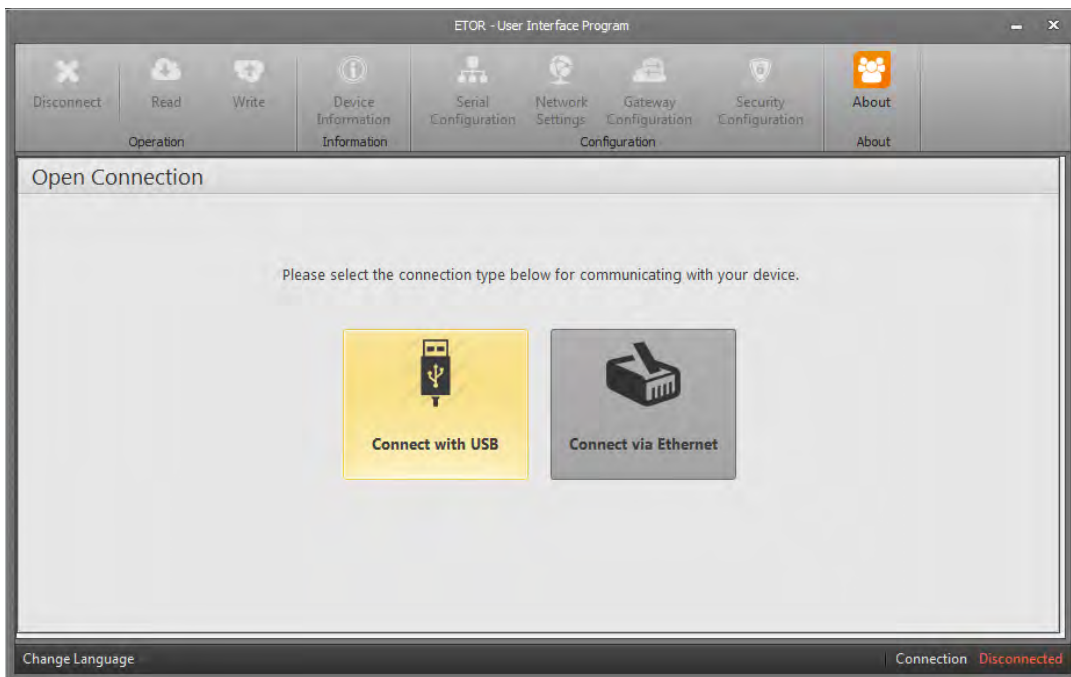 ETOR - User Interface Program
Disconnect
Read
Write
Device
Information
Serial
Configuration
Network
Settings
Gateway
Configuration
Security
Configuration
About
Operation
Information
Configuration
About
Open Connection
Please select the connection type below for communicating with your device.
Connect with USB
Connect via Ethernet
Change Language
Connection Disconnected